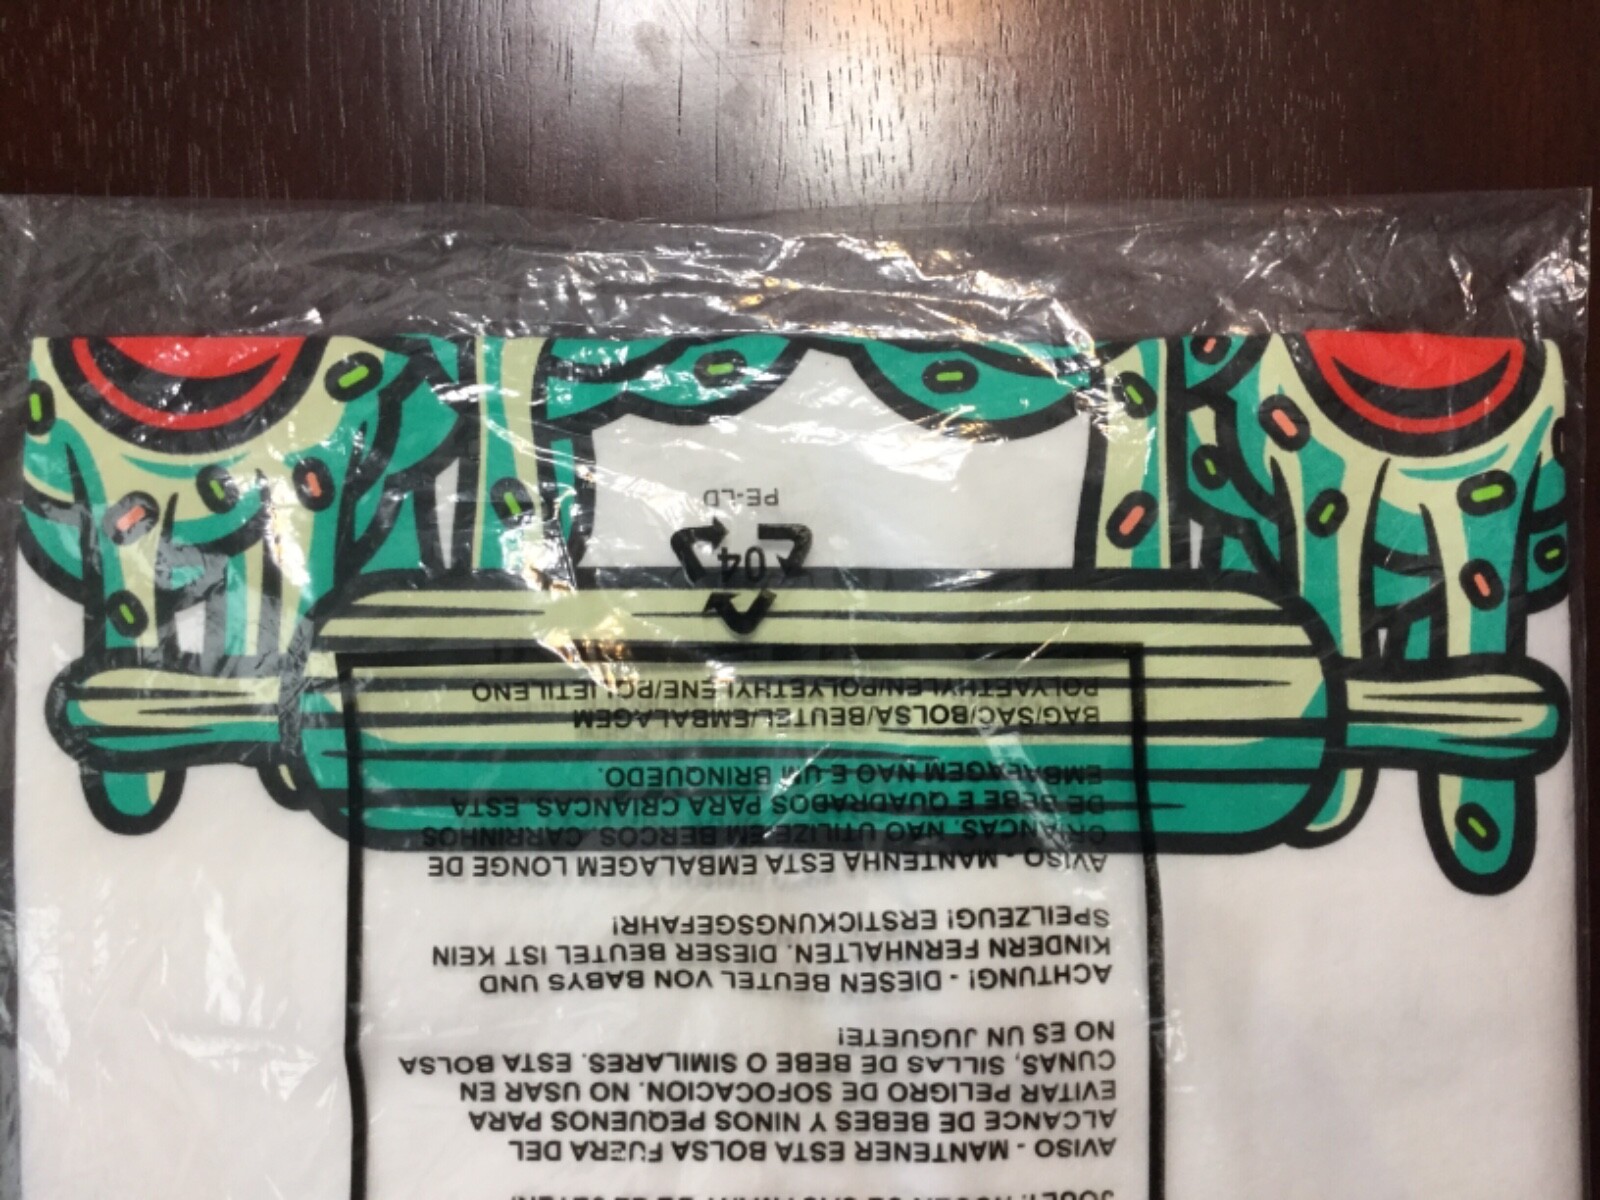 AVISO - MANTENER ESTA BOLSA FUERA DEL
ALCANCE DE BEBES Y NINOS PEQUENOS PARA
EVITAR PELIGRO DE SOFOCACION. NO USAR EN
CUNAS, SILLAS DE BEBE O SIMILARES. ESTA BOLSA
NO ES UN JUGUETE!
ACHTUNG! - DIESEN BEUTEL VON BABYS UND
KINDERN FERNHALTEN. DIESER BEUTEL IST KEIN
SPEILZEUG! ERSTICKUNGSGEFAHR!
AVISO - MANTENHA ESTA EMBALAGEM LONGE DE
CRIANCAS. NAO UTILIZE EM BERCOS. CARRINHOS
DE BEBE E QUADRADOS PARA CRIANCAS. ESTA
EMBALAGEM NAO E UM BRINQUEDO.
BAG/SAC/BOLSA/BEUTEL/EMBALAGEM
POLYAETHYLEN/POLYETHYLENE/POLIETILENO
04
PE-LD